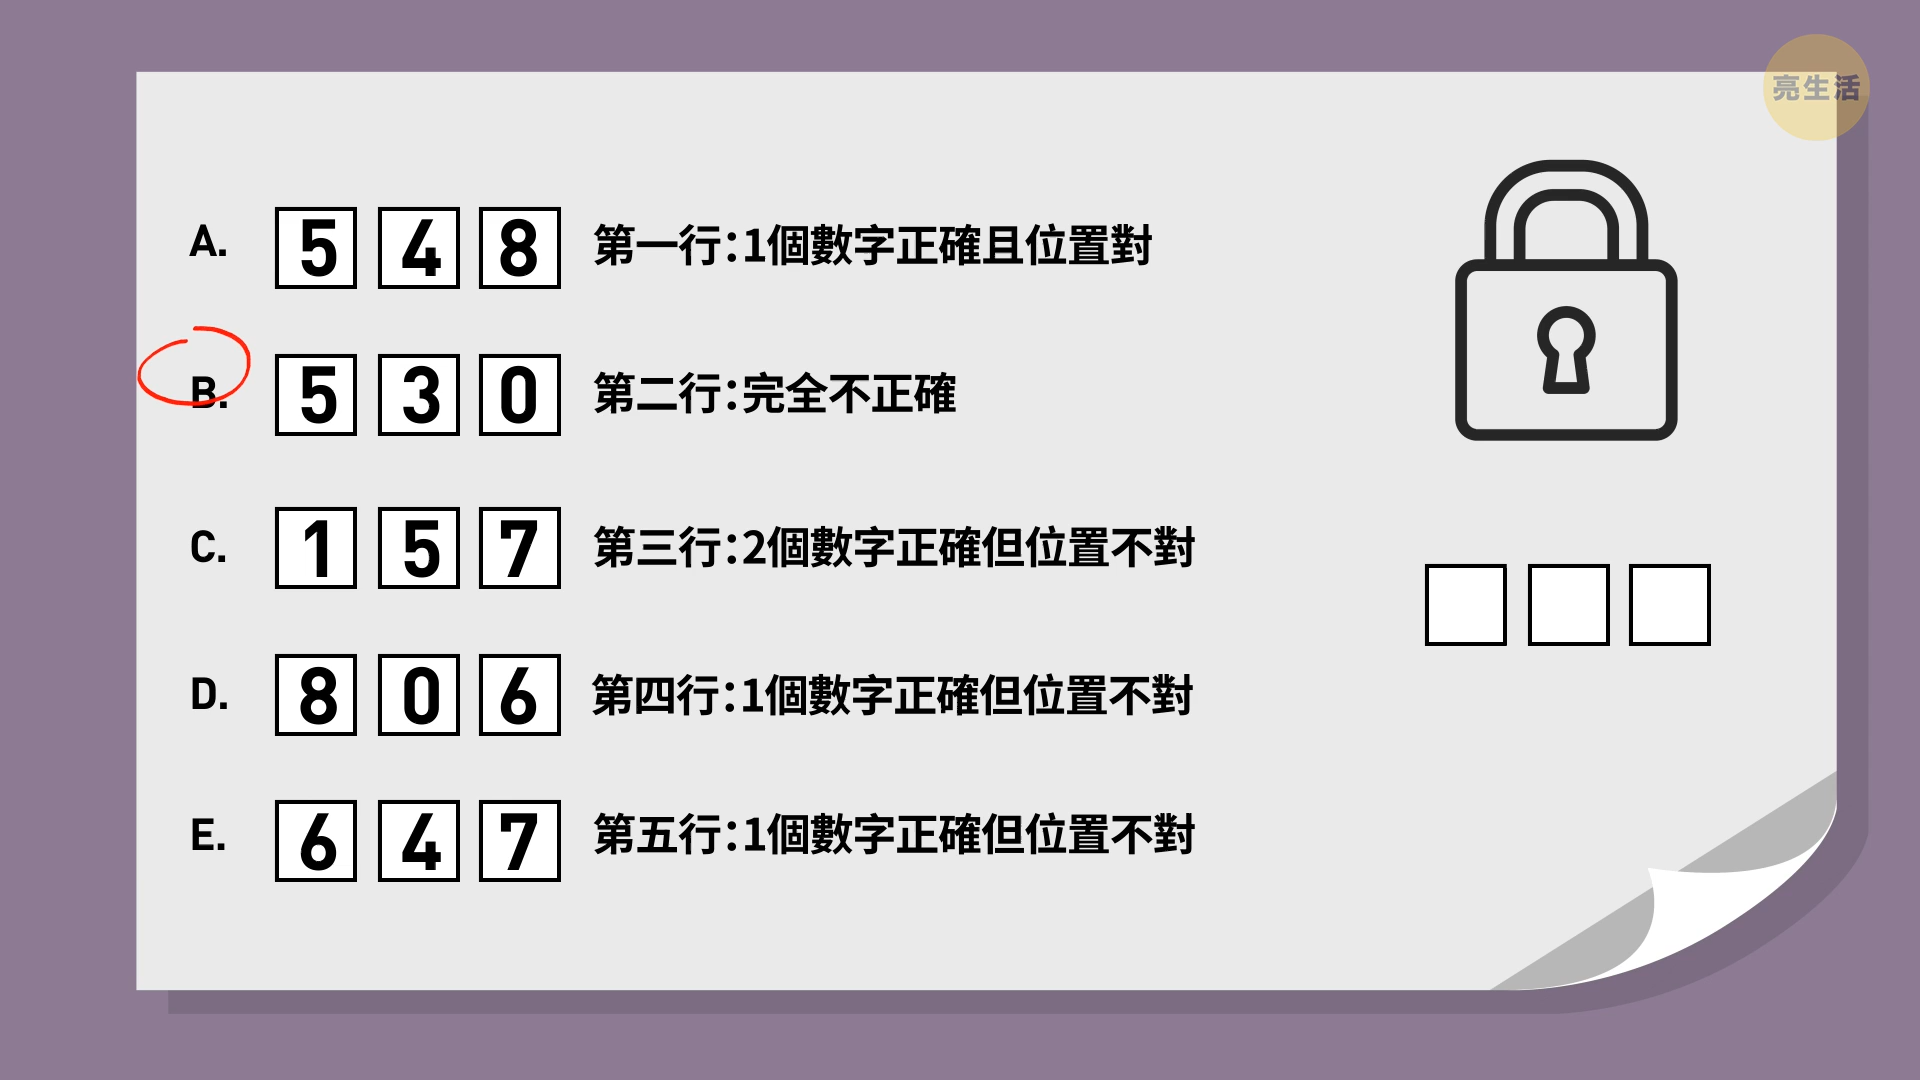 亮生活
A. 5 4 8 第一行:1個數字正確且位置對
B. 5 3 0 第二行:完全不正確
C. 1 5 7 第三行:2個數字正確但位置不對
D. 8 0 6 第四行:1個數字正確但位置不對
E. 6 4 7 第五行:1個數字正確但位置不對